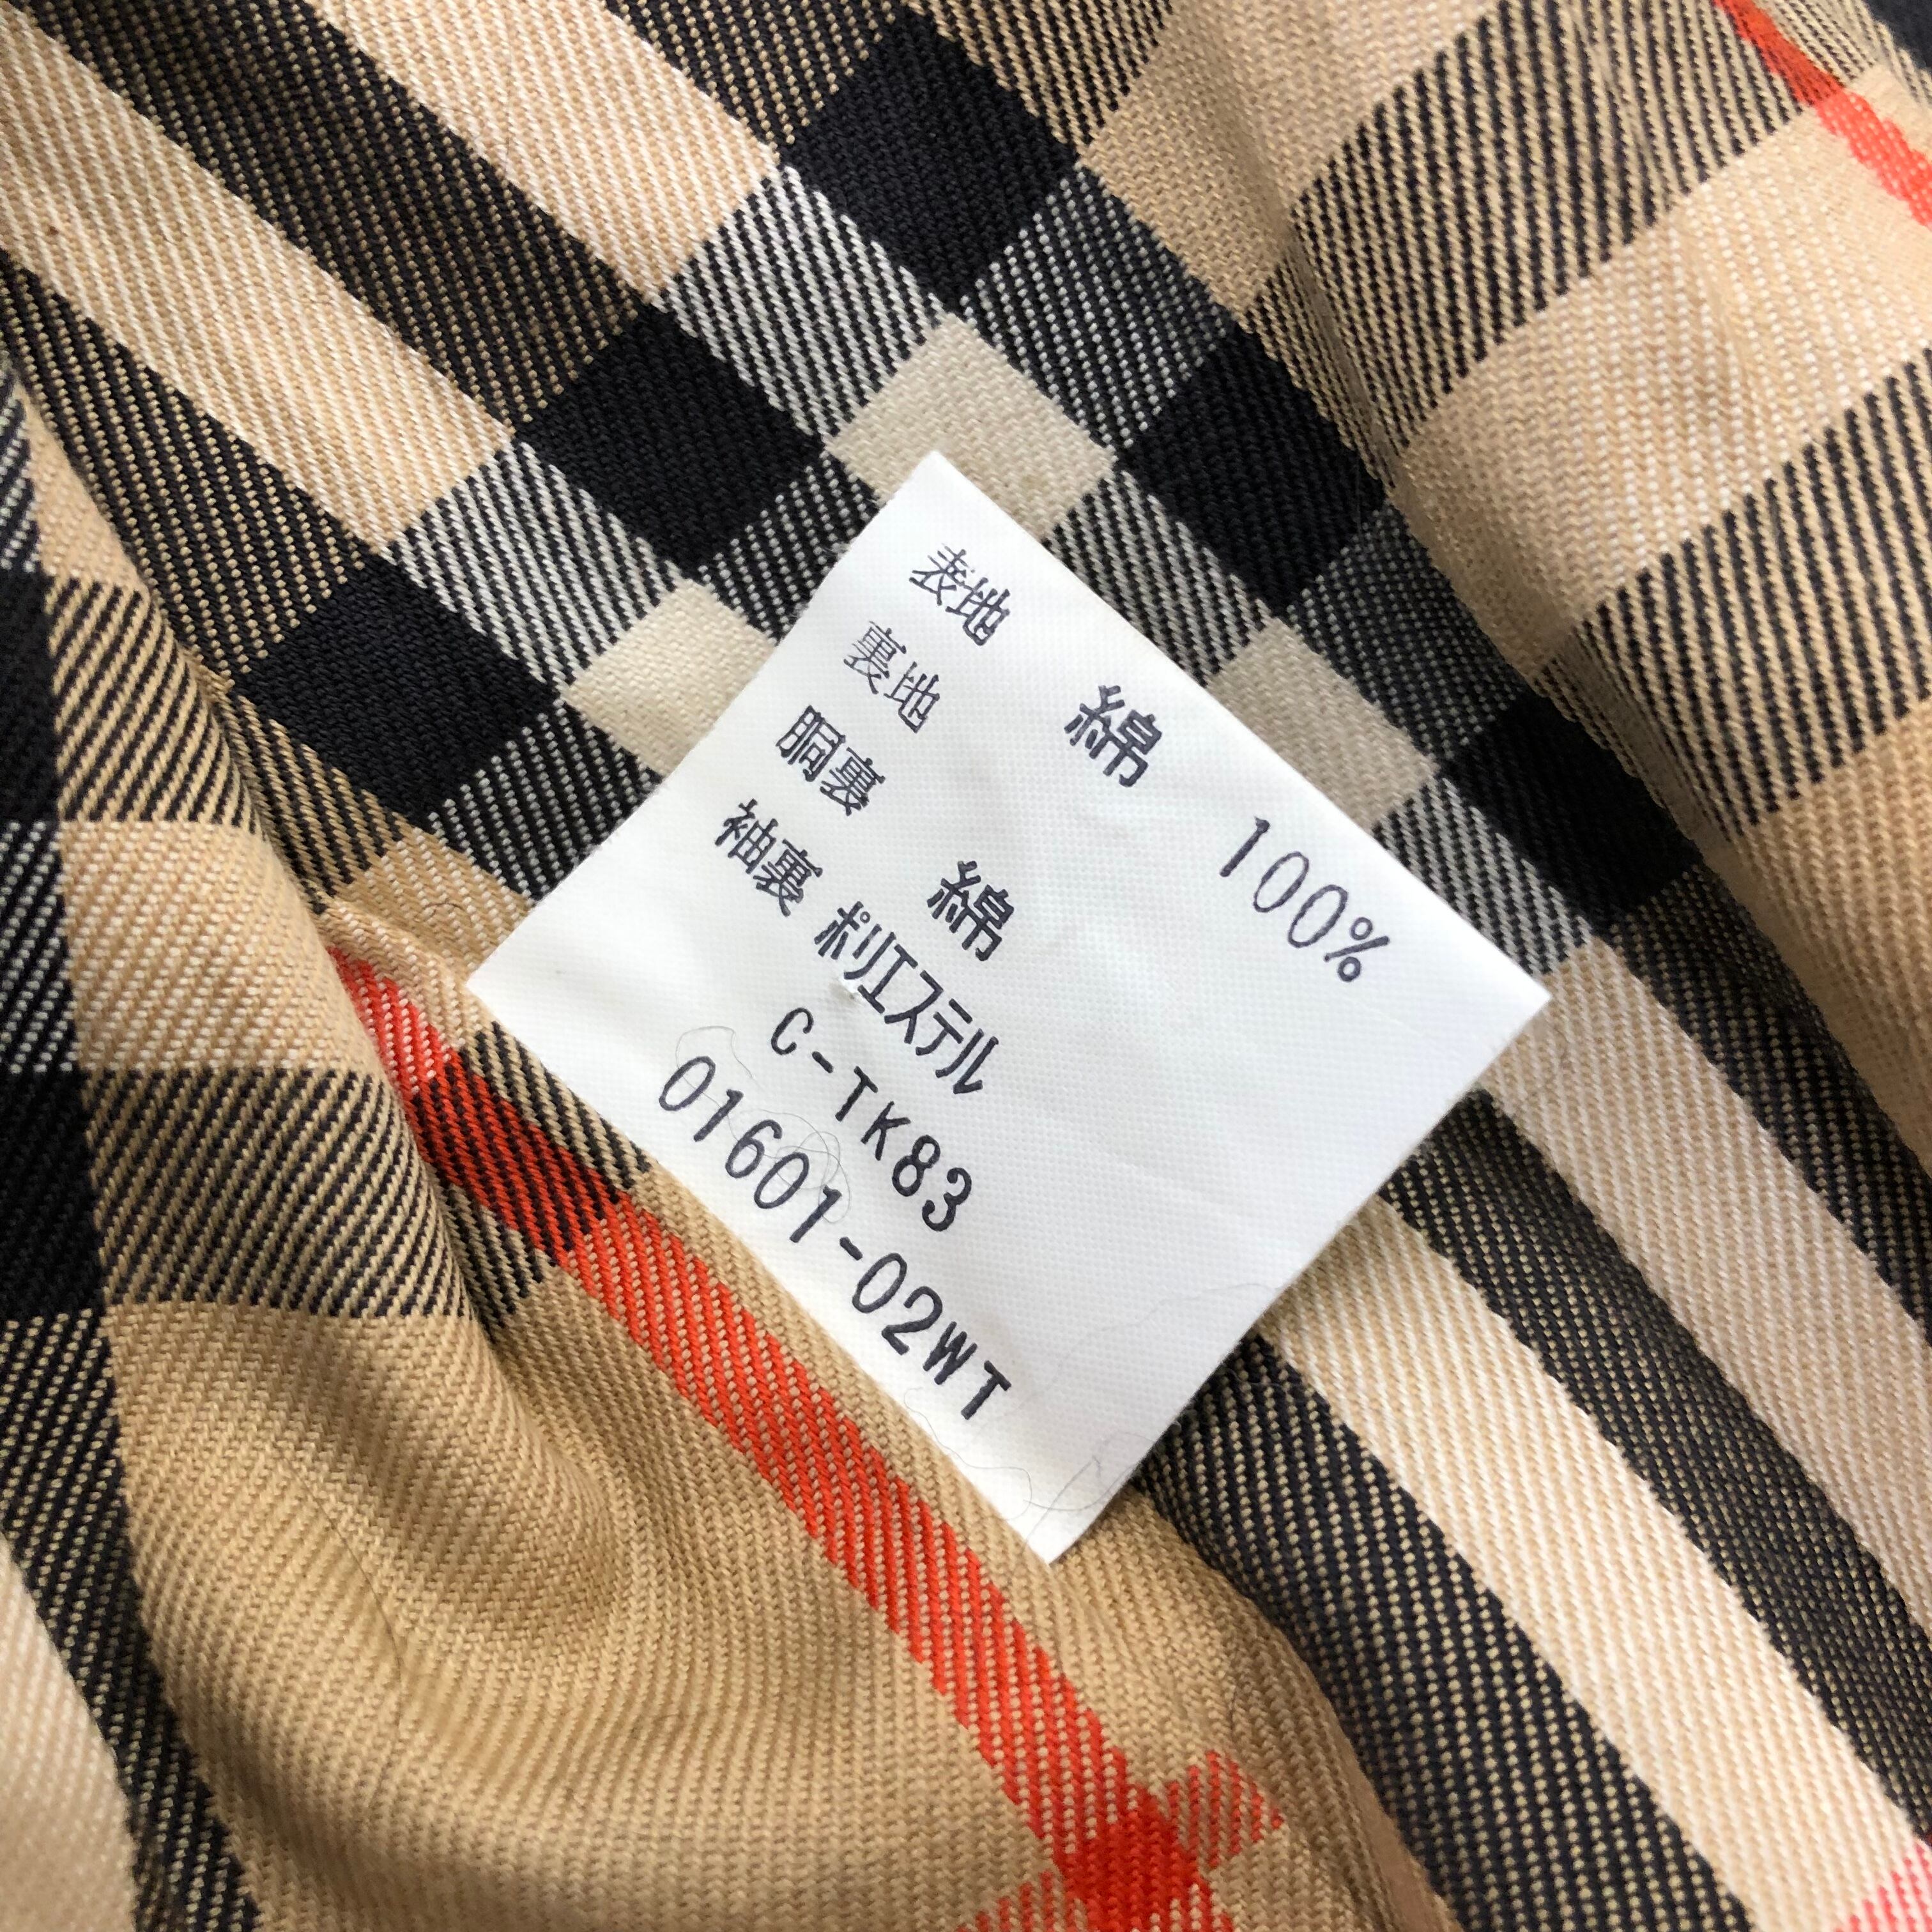 表地 綿 100%
裏地
胴裏 綿
袖裏 ポリエステル
C-TK83
01601-02WT